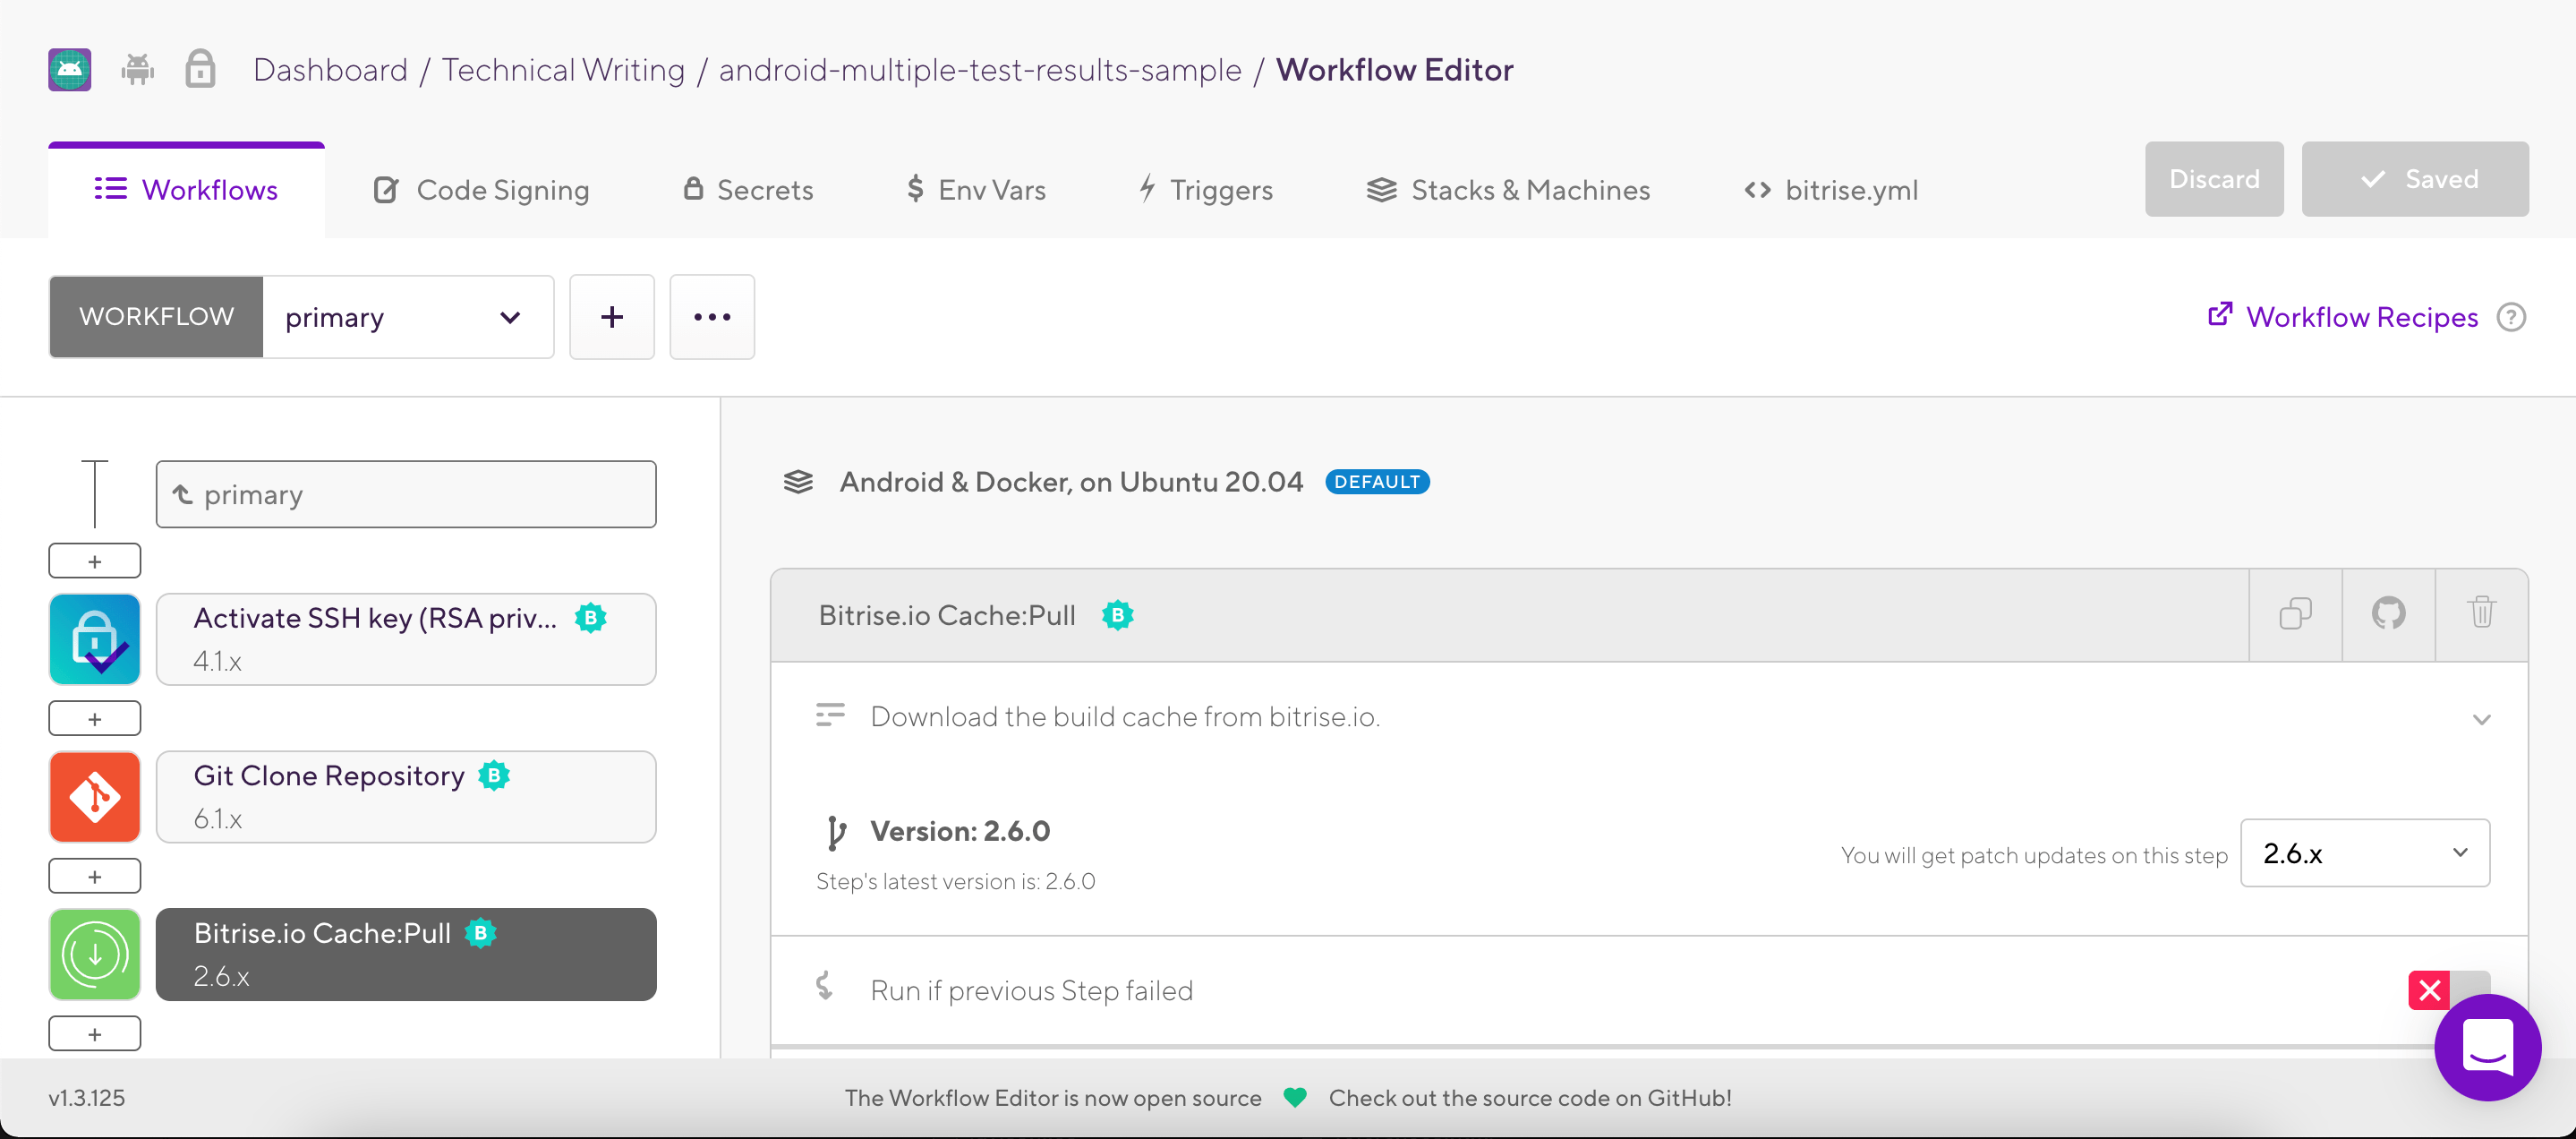 Dashboard / Technical Writing / android-multiple-test-results-sample / Workflow Editor
Workflows
Code Signing
Secrets
$ Env Vars
Triggers
Stacks & Machines
<> bitrise.yml
Discard
Saved
WORKFLOW
primary
+
...
Workflow Recipes
?
primary
+
Activate SSH key (RSA priv... B
4.1.x
+
Git Clone Repository B
6.1.x
+
Bitrise.io Cache:Pull B
2.6.x
+
Android & Docker, on Ubuntu 20.04 DEFAULT
Bitrise.io Cache:Pull B
Download the build cache from bitrise.io.
Version: 2.6.0
Step's latest version is: 2.6.0
You will get patch updates on this step
2.6.x
Run if previous Step failed
v1.3.125
The Workflow Editor is now open source
Check out the source code on GitHub!